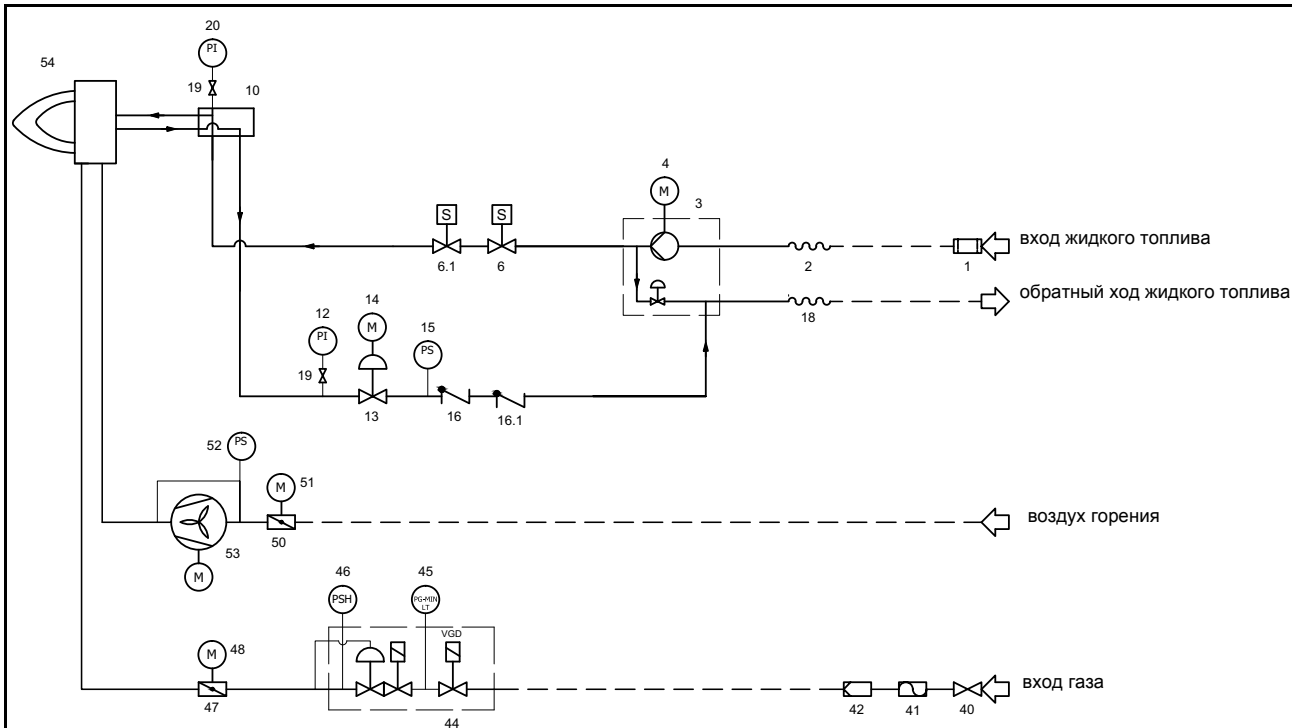 20
PI
54
19
10
4
M
3
S
S
вход жидкого топлива
6.1
6
2
1
обратный ход жидкого топлива
14
12
M
15
18
PI
PS
19
13
16
16.1
52
PS
51
M
воздух горения
50
53
M
46
45
PSH
PG-MIN
LT
VGD
M
48
вход газа
47
42
41
40
44